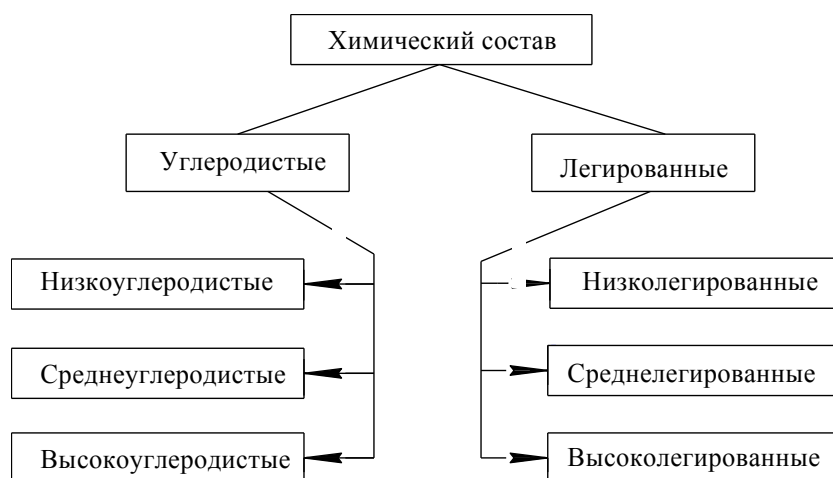 Химический состав
Углеродистые
Легированные
Низкоуглеродистые
Низколегированные
Среднеуглеродистые
Среднелегированные
Высокоуглеродистые
Высоколегированные